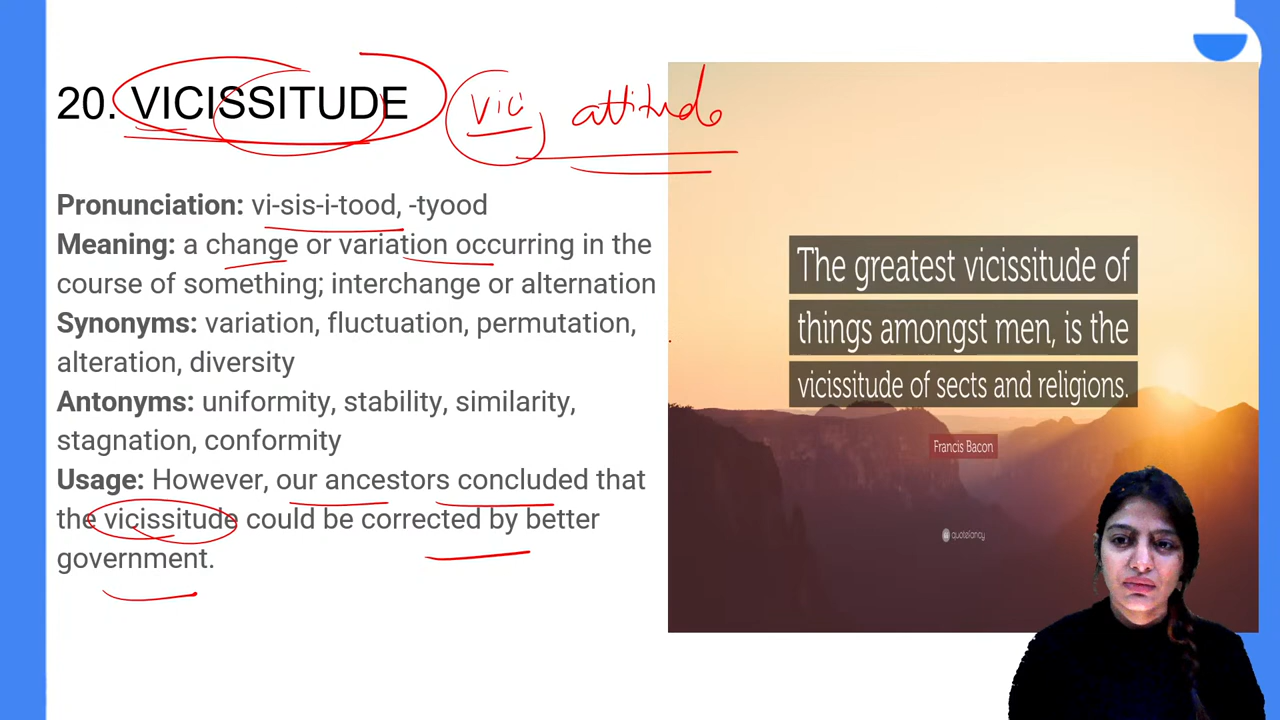 20. VICISSITUDE
vic, attitude
Pronunciation: vi-sis-i-tood, -tyood
Meaning: a change or variation occurring in the
course of something; interchange or alternation
Synonyms: variation, fluctuation, permutation,
alteration, diversity
Antonyms: uniformity, stability, similarity,
stagnation, conformity
Usage: However, our ancestors concluded that
the vicissitude could be corrected by better
government.
The greatest vicissitude of
things amongst men, is the
vicissitude of sects and religions.
Francis Bacon
quotefancy